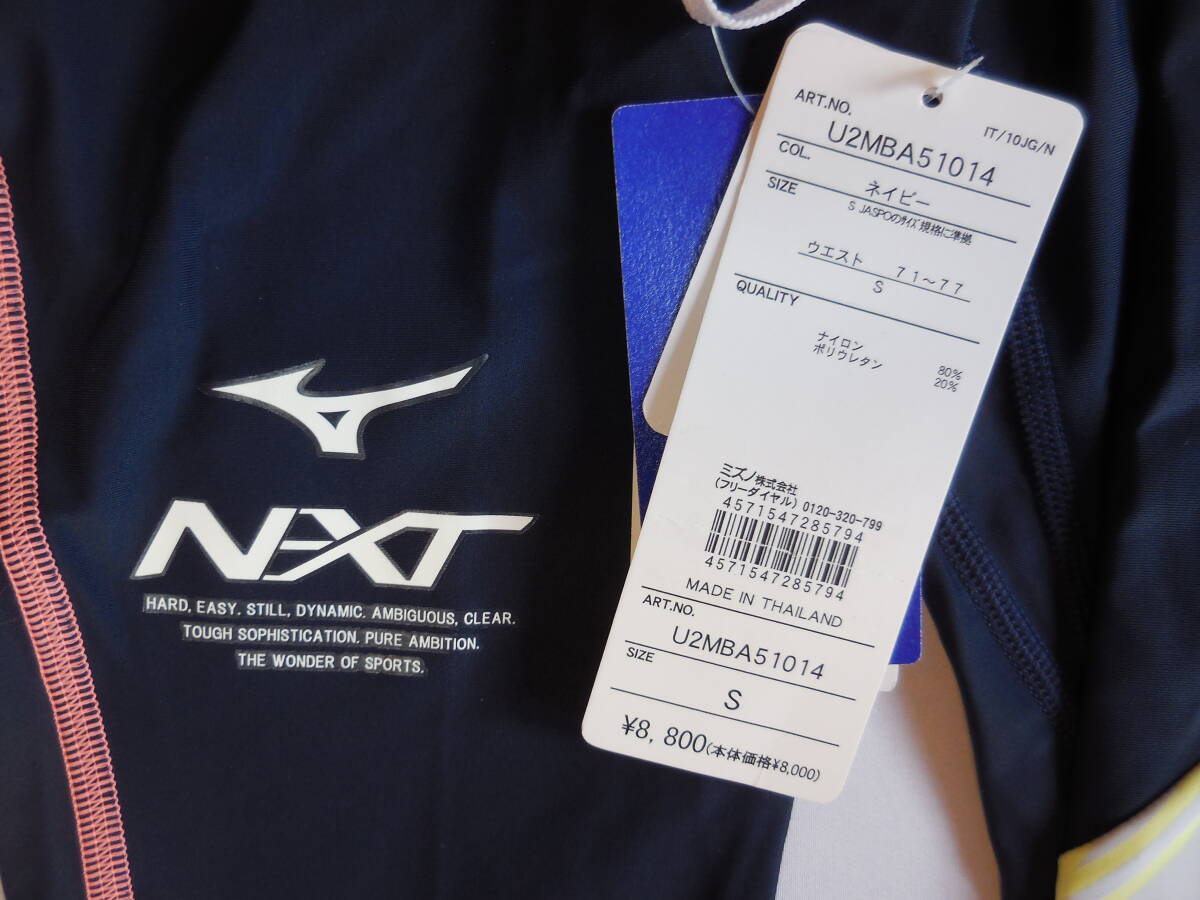 NEXT
HARD, EASY. STILL, DYNAMIC. AMBIGUOUS, CLEAR.
TOUGH SOPHISTICATION. PURE AMBITION.
THE WONDER OF SPORTS.
ART.NO. IT/10JG/N
U2MBA51014
COL.
ネイビー
SIZE
S JASPOのサイズ規格に準拠
ウエスト 71～77
S
QUALITY
ナイロン 80%
ポリウレタン 20%
ミズノ株式会社
(フリーダイヤル) 0120-320-799
4571547285794
4571547285794
MADE IN THAILAND
ART.NO.
U2MBA51014
SIZE
S
¥8,800(本体価格¥8,000)